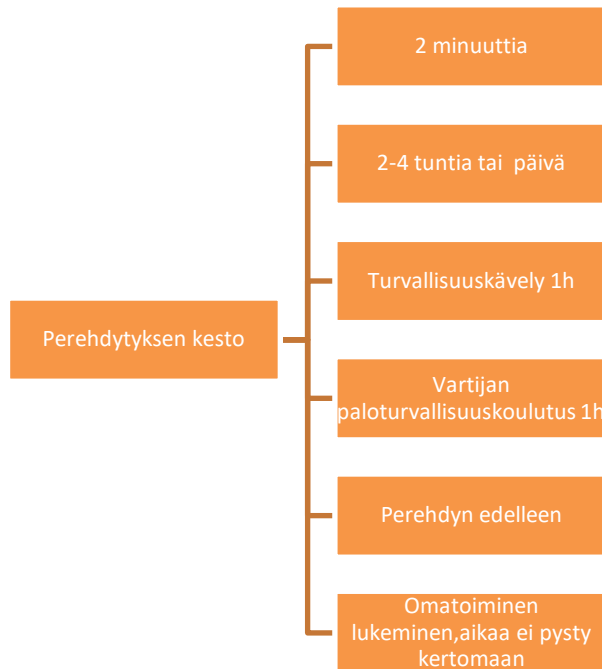 2 minuuttia
2-4 tuntia tai  päivä
Turvallisuuskävely 1h
Perehdytyksen kesto
Vartijan
paloturvallisuuskoulutus 1h
Perehdyn edelleen
Omatoiminen
lukeminen,aikaa ei pysty
kertomaan